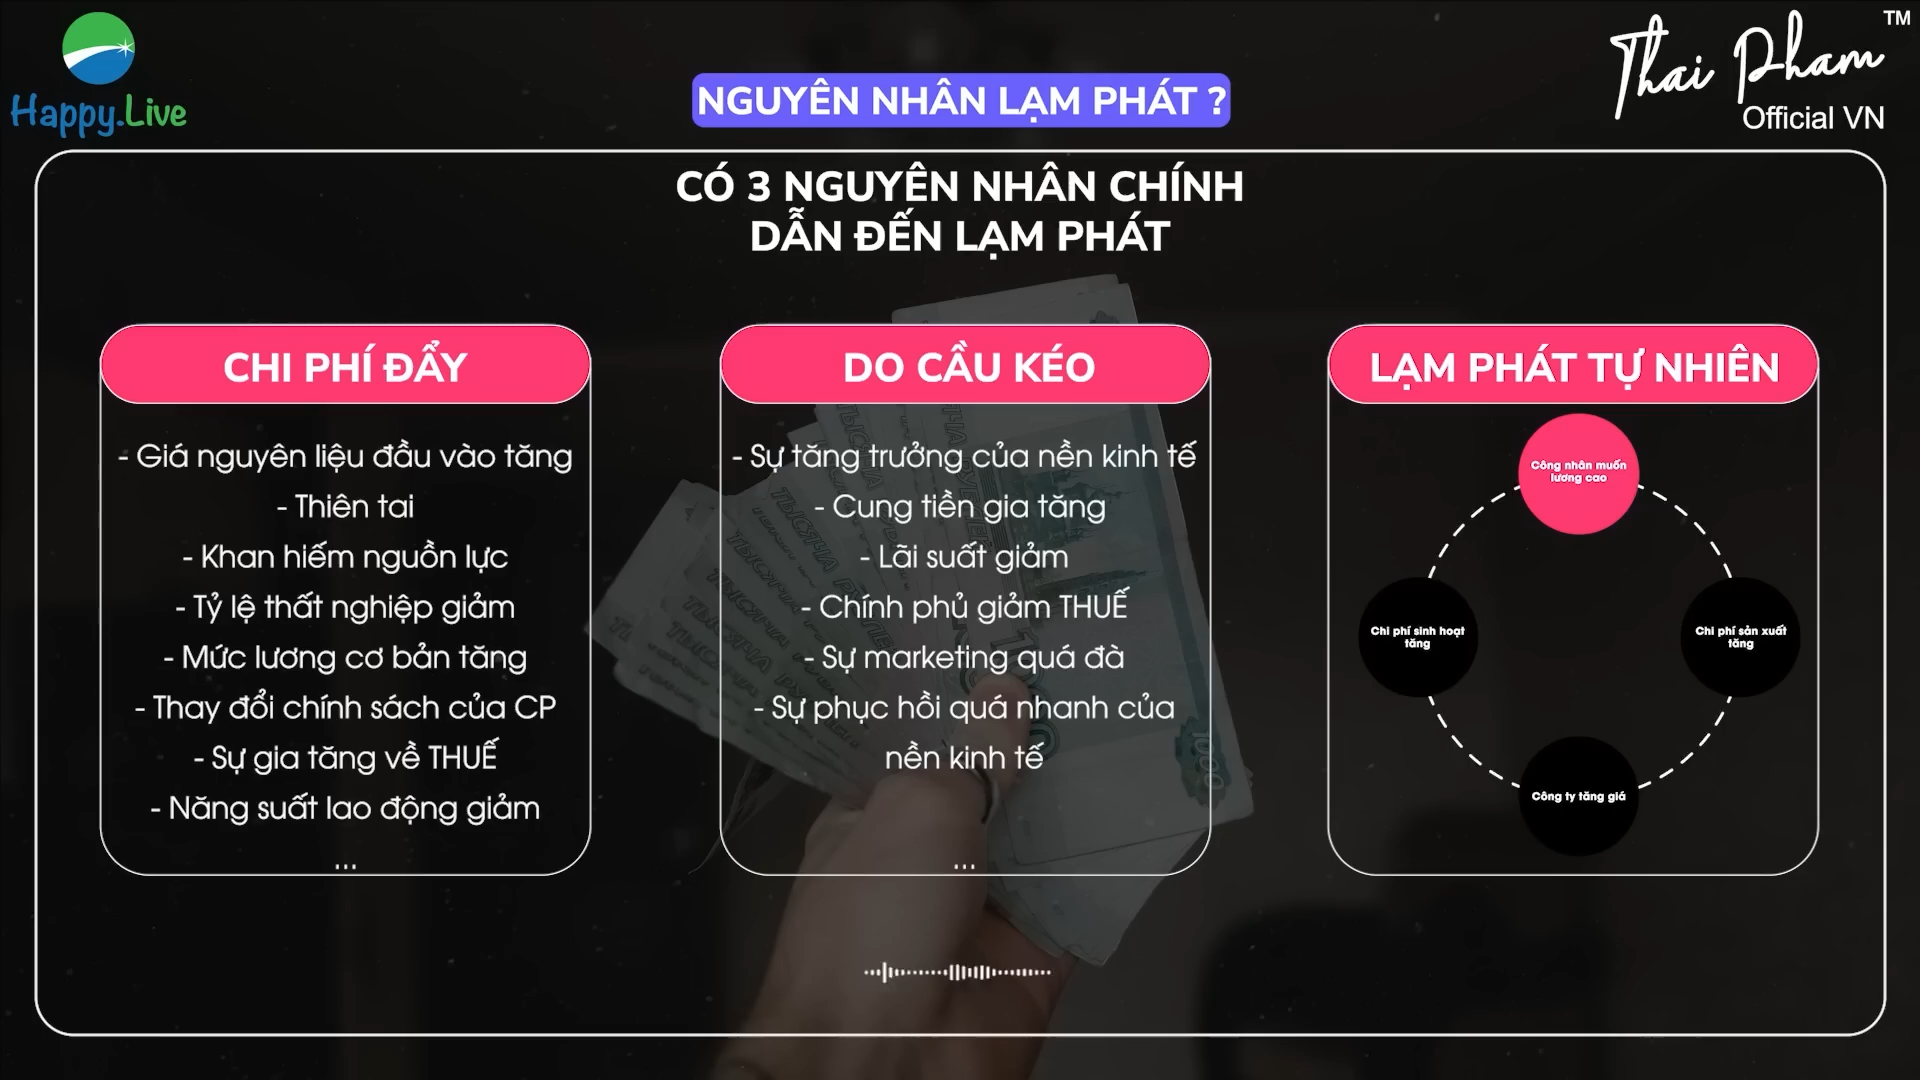 Happy.Live
Thai Pham
TM
Official VN
NGUYÊN NHÂN LẠM PHÁT ?
CÓ 3 NGUYÊN NHÂN CHÍNH
DẪN ĐẾN LẠM PHÁT
CHI PHÍ ĐẨY
- Giá nguyên liệu đầu vào tăng
- Thiên tai
- Khan hiếm nguồn lực
- Tỷ lệ thất nghiệp giảm
- Mức lương cơ bản tăng
- Thay đổi chính sách của CP
- Sự gia tăng về THUẾ
- Năng suất lao động giảm
...
DO CẦU KÉO
- Sự tăng trưởng của nền kinh tế
- Cung tiền gia tăng
- Lãi suất giảm
- Chính phủ giảm THUẾ
- Sự marketing quá đà
- Sự phục hồi quá nhanh của
nền kinh tế
...
LẠM PHÁT TỰ NHIÊN
Công nhân muốn
lương cao
Chi phí sinh hoạt
tăng
Chi phí sản xuất
tăng
Công ty tăng giá